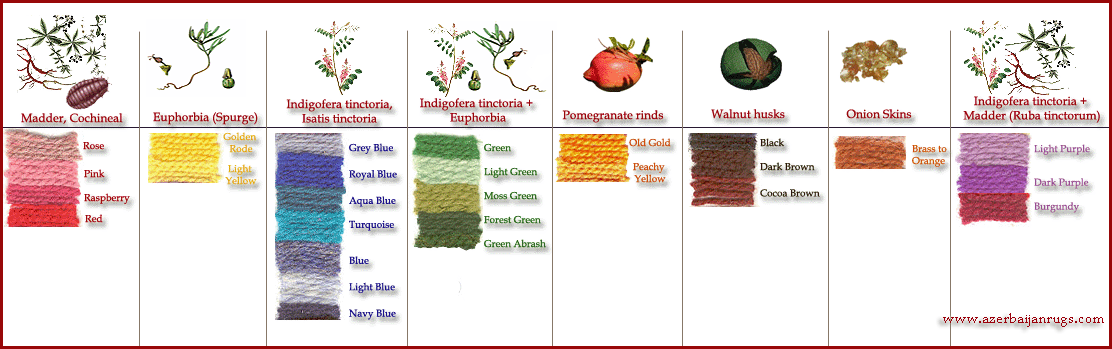 Madder, Cochineal
Rose
Pink
Raspberry
Red
Euphorbia (Spurge)
Golden
Rode
Light
Yellow
Indigofera tinctoria,
Isatis tinctoria
Grey Blue
Royal Blue
Aqua Blue
Turquoise
Blue
Light Blue
Navy Blue
Indigofera tinctoria +
Euphorbia
Green
Light Green
Moss Green
Forest Green
Green Abrash
Pomegranate rinds
Old Gold
Peachy
Yellow
Walnut husks
Black
Dark Brown
Cocoa Brown
Onion Skins
Brass to
Orange
Indigofera tinctoria +
Madder (Ruba tinctorum)
Light Purple
Dark Purple
Burgundy
www.azerbaijanrugs.com